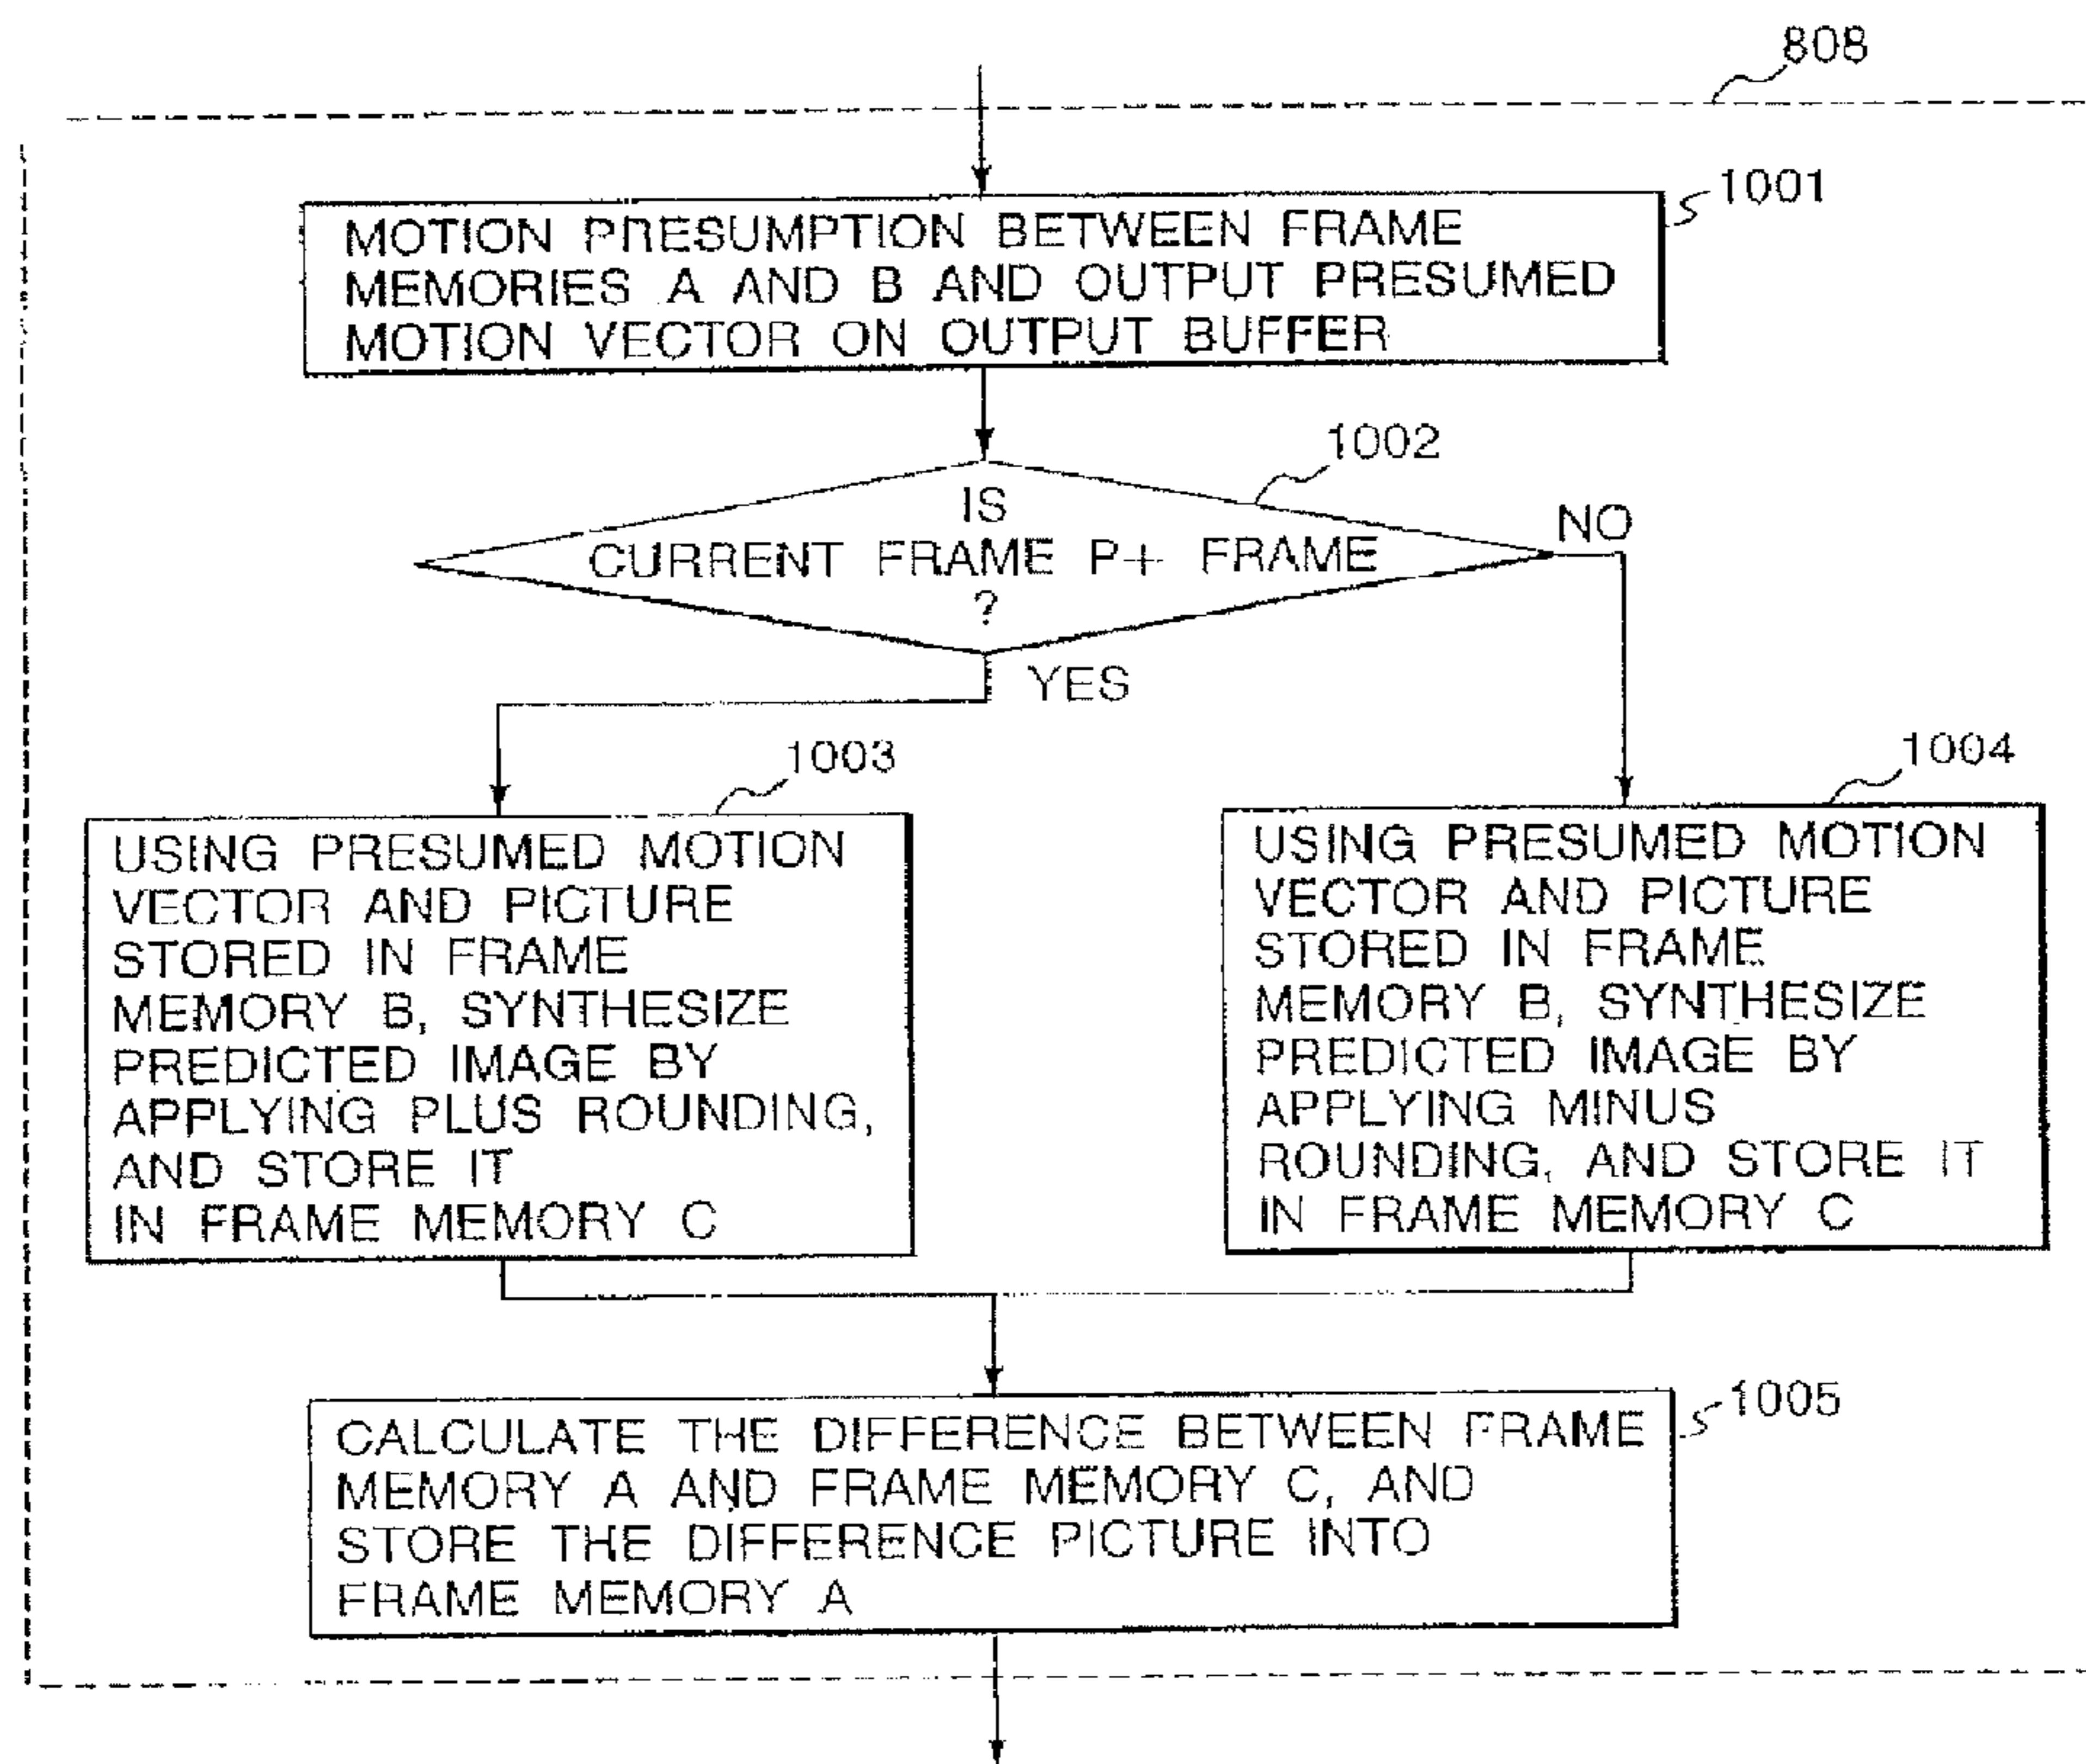 808
1001
MOTION PRESUMPTION BETWEEN FRAME
MEMORIES A AND B AND OUTPUT PRESUMED
MOTION VECTOR ON OUTPUT BUFFER
1002
IS
CURRENT FRAME P+ FRAME
?
NO
YES
1003
USING PRESUMED MOTION
VECTOR AND PICTURE
STORED IN FRAME
MEMORY B, SYNTHESIZE
PREDICTED IMAGE BY
APPLYING PLUS ROUNDING,
AND STORE IT
IN FRAME MEMORY C
1004
USING PRESUMED MOTION
VECTOR AND PICTURE
STORED IN FRAME
MEMORY B, SYNTHESIZE
PREDICTED IMAGE BY
APPLYING MINUS
ROUNDING, AND STORE IT
IN FRAME MEMORY C
1005
CALCULATE THE DIFFERENCE BETWEEN FRAME
MEMORY A AND FRAME MEMORY C, AND
STORE THE DIFFERENCE PICTURE INTO
FRAME MEMORY A